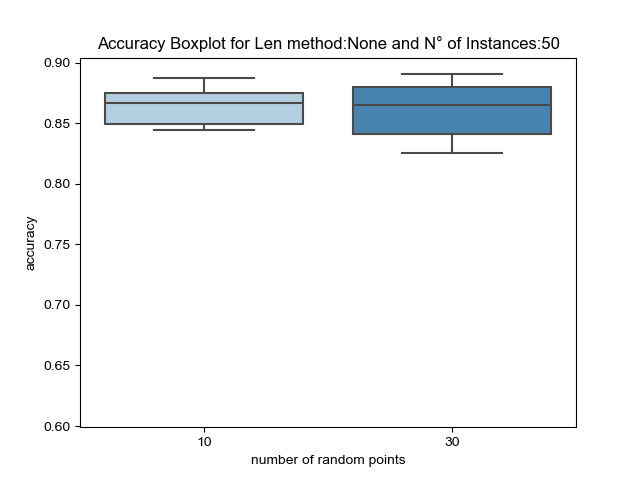 Accuracy Boxplot for Len method:None and N° of Instances:50
0.90
0.85
0.80
0.75
0.70
0.65
0.60
accuracy
10 30
number of random points